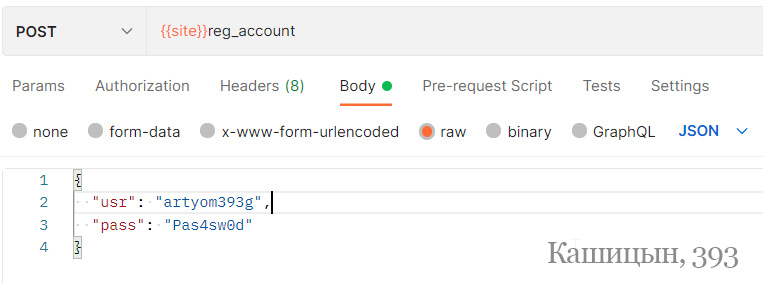 POST {{site}}reg_account
Params Authorization Headers (8) Body Pre-request Script Tests Settings
none form-data x-www-form-urlencoded raw binary GraphQL JSON
1 {
2 "usr": "artyom393g",
3 "pass": "Pas4sw0d"
4 }
Кашицын, 393